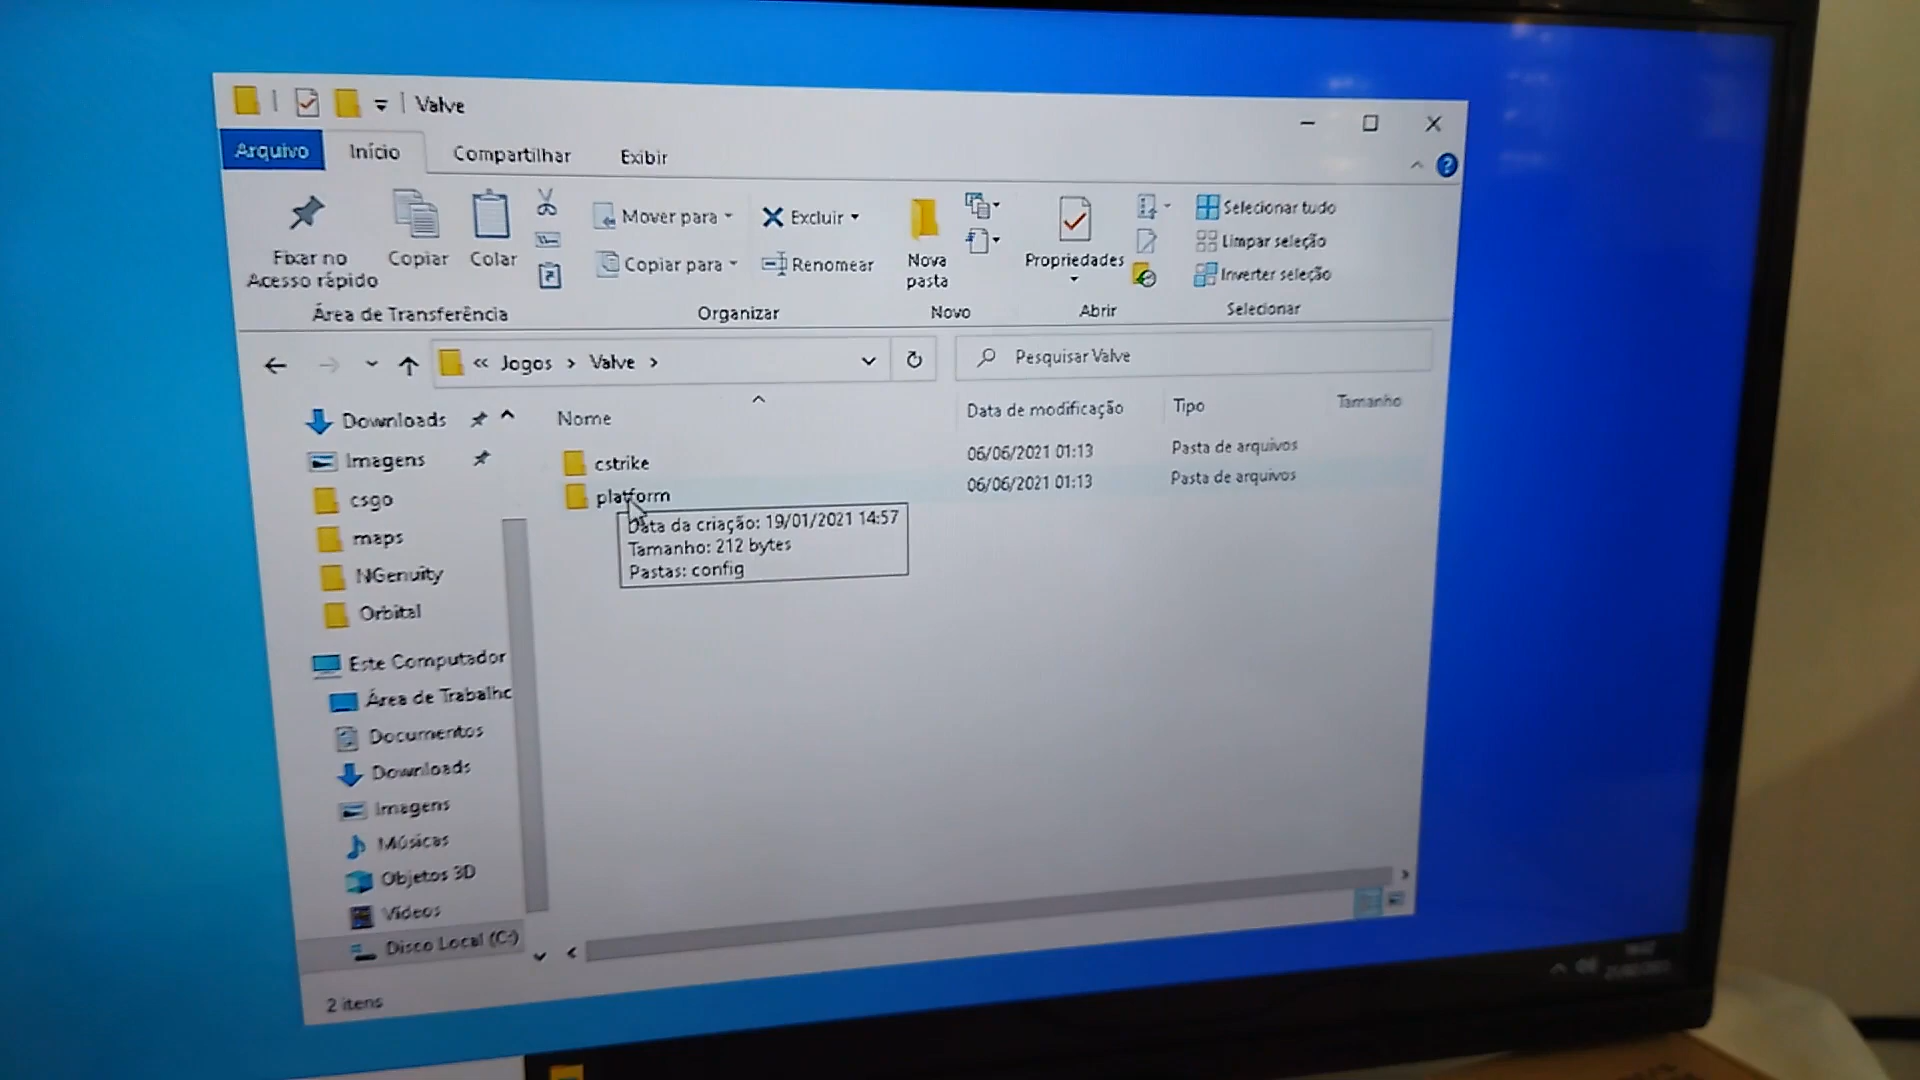 Valve
Arquivo Início Compartilhar Exibir
Fixar no Acesso rápido
Copiar
Colar
Mover para
Copiar para
Excluir
Renomear
Nova pasta
Propriedades
Selecionar tudo
Limpar seleção
Inverter seleção
Área de Transferência Organizar Novo Abrir Selecionar
« Jogos > Valve >
Pesquisar Valve
Nome Data de modificação Tipo Tamanho
cstrike 06/06/2021 01:13 Pasta de arquivos
platform 06/06/2021 01:13 Pasta de arquivos
Data da criação: 19/01/2021 14:57
Tamanho: 212 bytes
Pastas: config
Downloads
Imagens
csgo
maps
NGenuity
Orbital
Este Computador
Área de Trabalho
Documentos
Downloads
Imagens
Músicas
Objetos 3D
Vídeos
Disco Local (C:)
2 itens